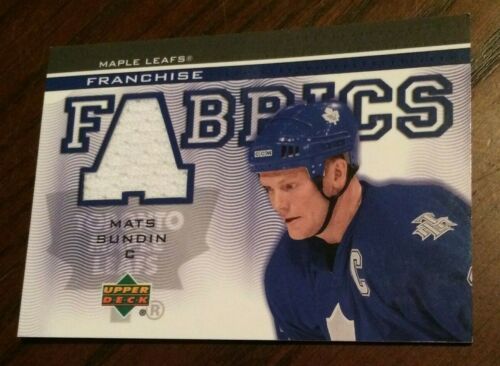 MAPLE LEAFS®
FRANCHISE
FABRICS
CCM
MATS
SUNDIN
C
C
UPPER
DECK
®